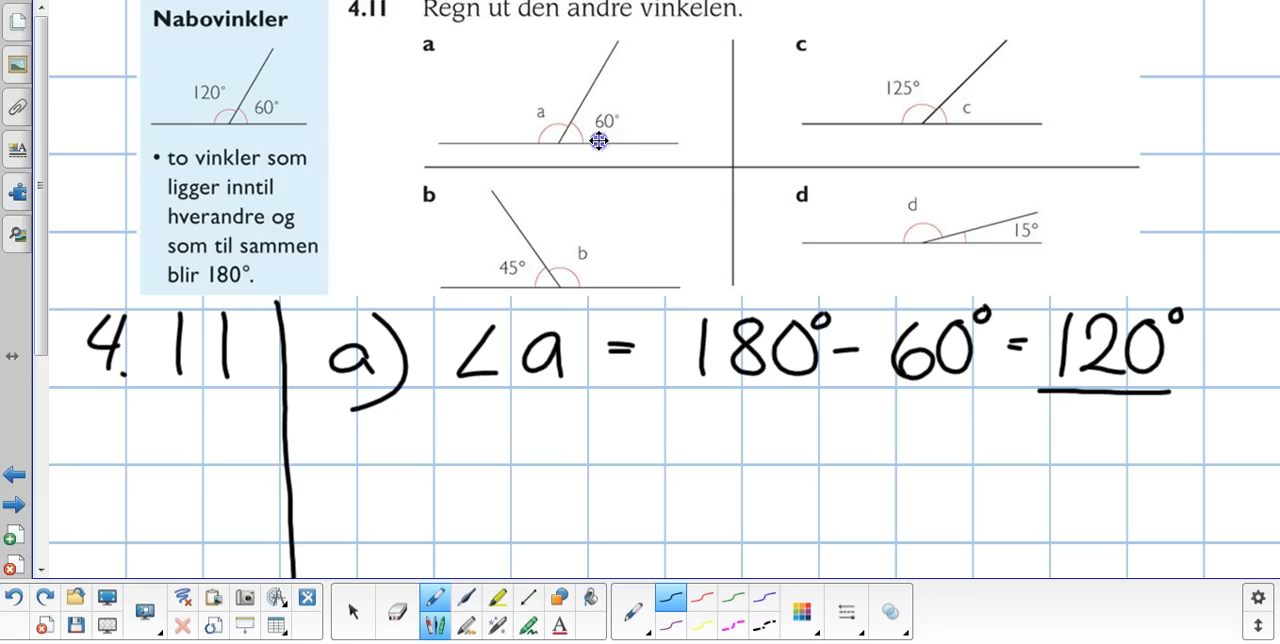 Nabovinkler
120° 60°
• to vinkler som
ligger inntil
hverandre og
som til sammen
blir 180°.
4.11 Regn ut den andre vinkelen.
a
a 60°
c
125° c
b
45° b
d
d 15°
4.11 a) ∠a = 180° - 60° = 120°